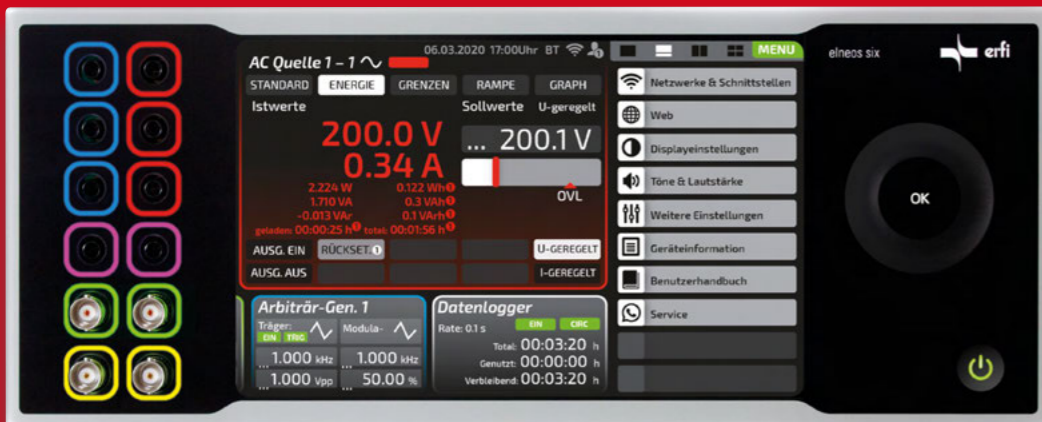 06.03.2020 17:00Uhr BT
MENU
elneos six
erfi
AC Quelle 1 – 1
STANDARD ENERGIE GRENZEN RAMPE GRAPH
Istwerte Sollwerte U-geregelt
200.0 V
... 200.1 V
0.34 A
OVL
2.224 W 0.122 Wh
1.710 VA 0.3 VAh
-0.013 VAr 0.1 VArh
geladen: 00:00:25 h total: 00:01:56 h
AUSG. EIN RÜCKSET. U-GEREGELT
AUSG. AUS I-GEREGELT
Netzwerke & Schnittstellen
Web
Displayeinstellungen
Töne & Lautstärke
Weitere Einstellungen
Geräteinformation
Benutzerhandbuch
Service
OK
Arbiträr-Gen. 1
Träger: Modula-
EIN TRIG
... 1.000 kHz ... 1.000 kHz
... 1.000 Vpp ... 50.00 %
Datenlogger
Rate: 0.1 s EIN CIRC
Total: 00:03:20 h
Genutzt: 00:00:00 h
Verbleibend: 00:03:20 h